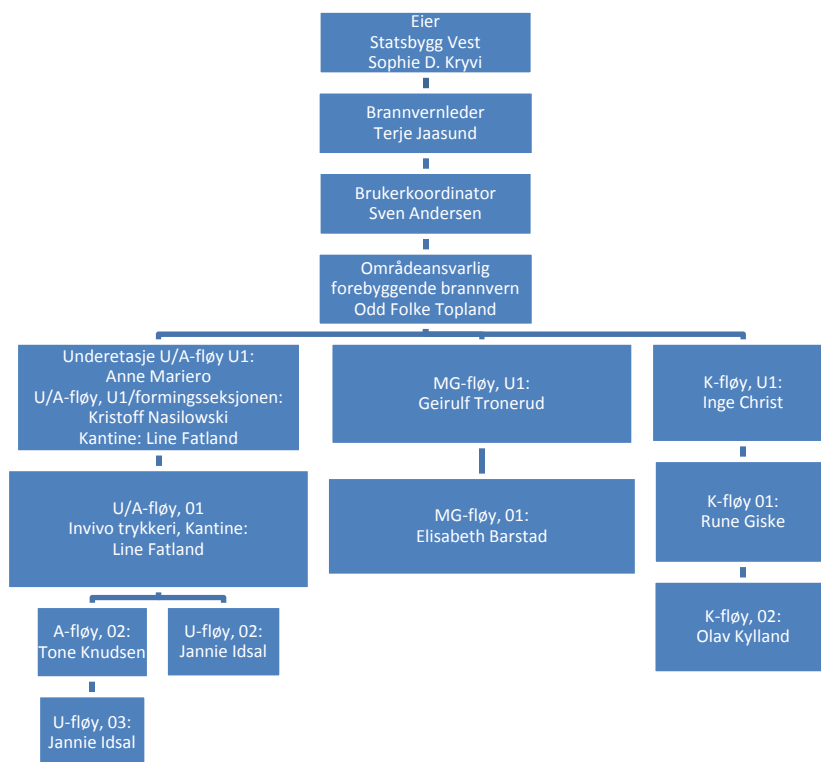 Eier
Statsbygg Vest
Sophie D. Kryvi
Brannvernleder
Terje Jaasund
Brukerkoordinator
Sven Andersen
Områdeansvarlig
forebyggende brannvern
Odd Folke Topland
Underetasje U/A-fløy U1:
Anne Mariero
U/A-fløy, U1/formingsseksjonen:
Kristoff Nasilowski
Kantine: Line Fatland
MG-fløy, U1:
Geirulf Tronerud
K-fløy, U1:
Inge Christ
U/A-fløy, 01
Invivo trykkeri, Kantine:
Line Fatland
MG-fløy, 01:
Elisabeth Barstad
K-fløy 01:
Rune Giske
A-fløy, 02:
Tone Knudsen
U-fløy, 02:
Jannie Idsal
K-fløy, 02:
Olav Kylland
U-fløy, 03:
Jannie Idsal